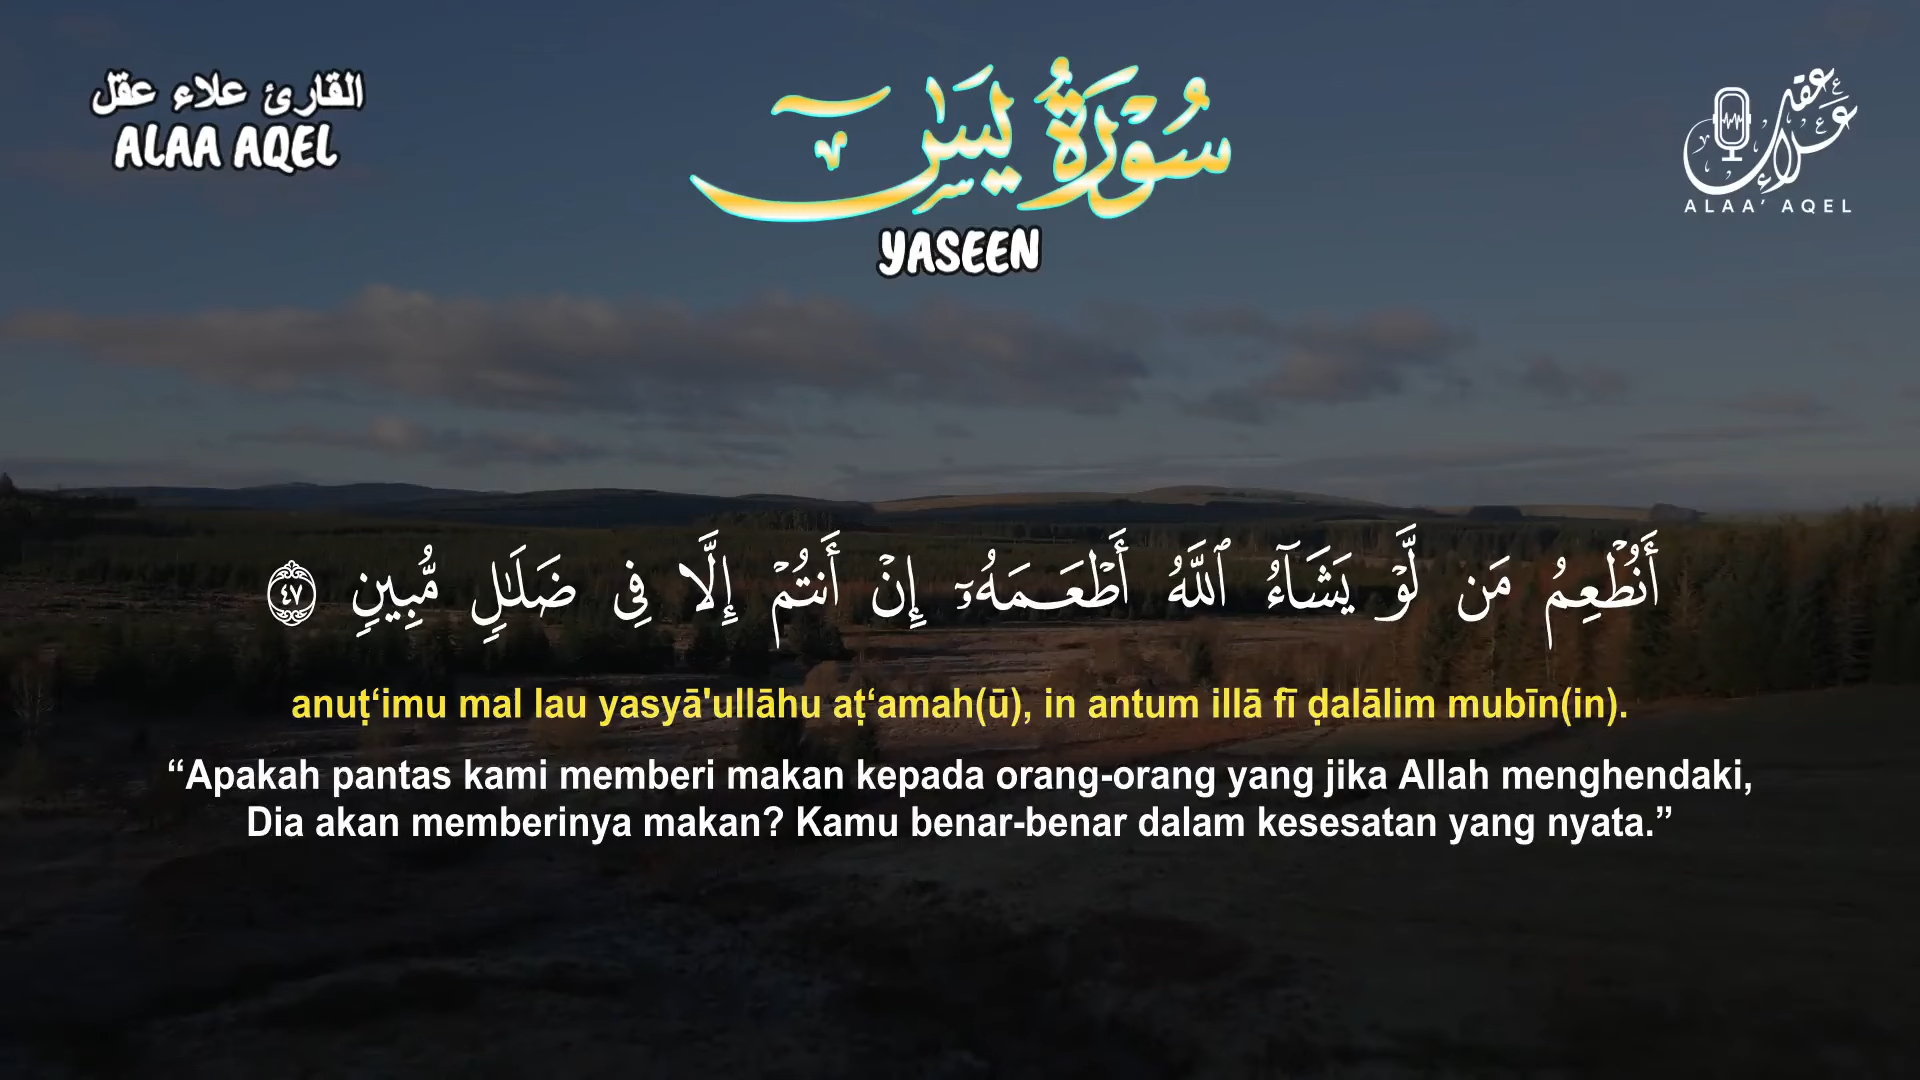 القارئ علاء عقل
ALAA AQEL
سُورَةُ يسٓ
YASEEN
علاء عقل
ALAA' AQEL
أَنُطْعِمُ مَن لَّوْ يَشَآءُ ٱللَّهُ أَطْعَمَهُۥٓ إِنْ أَنتُمْ إِلَّا فِى ضَلَـٰلٍ مُّبِينٍ ٤٧
anuṭ‘imu mal lau yasyā'ullāhu aṭ‘amah(ū), in antum illā fī ḍalālim mubīn(in).
“Apakah pantas kami memberi makan kepada orang-orang yang jika Allah menghendaki,
Dia akan memberinya makan? Kamu benar-benar dalam kesesatan yang nyata.”